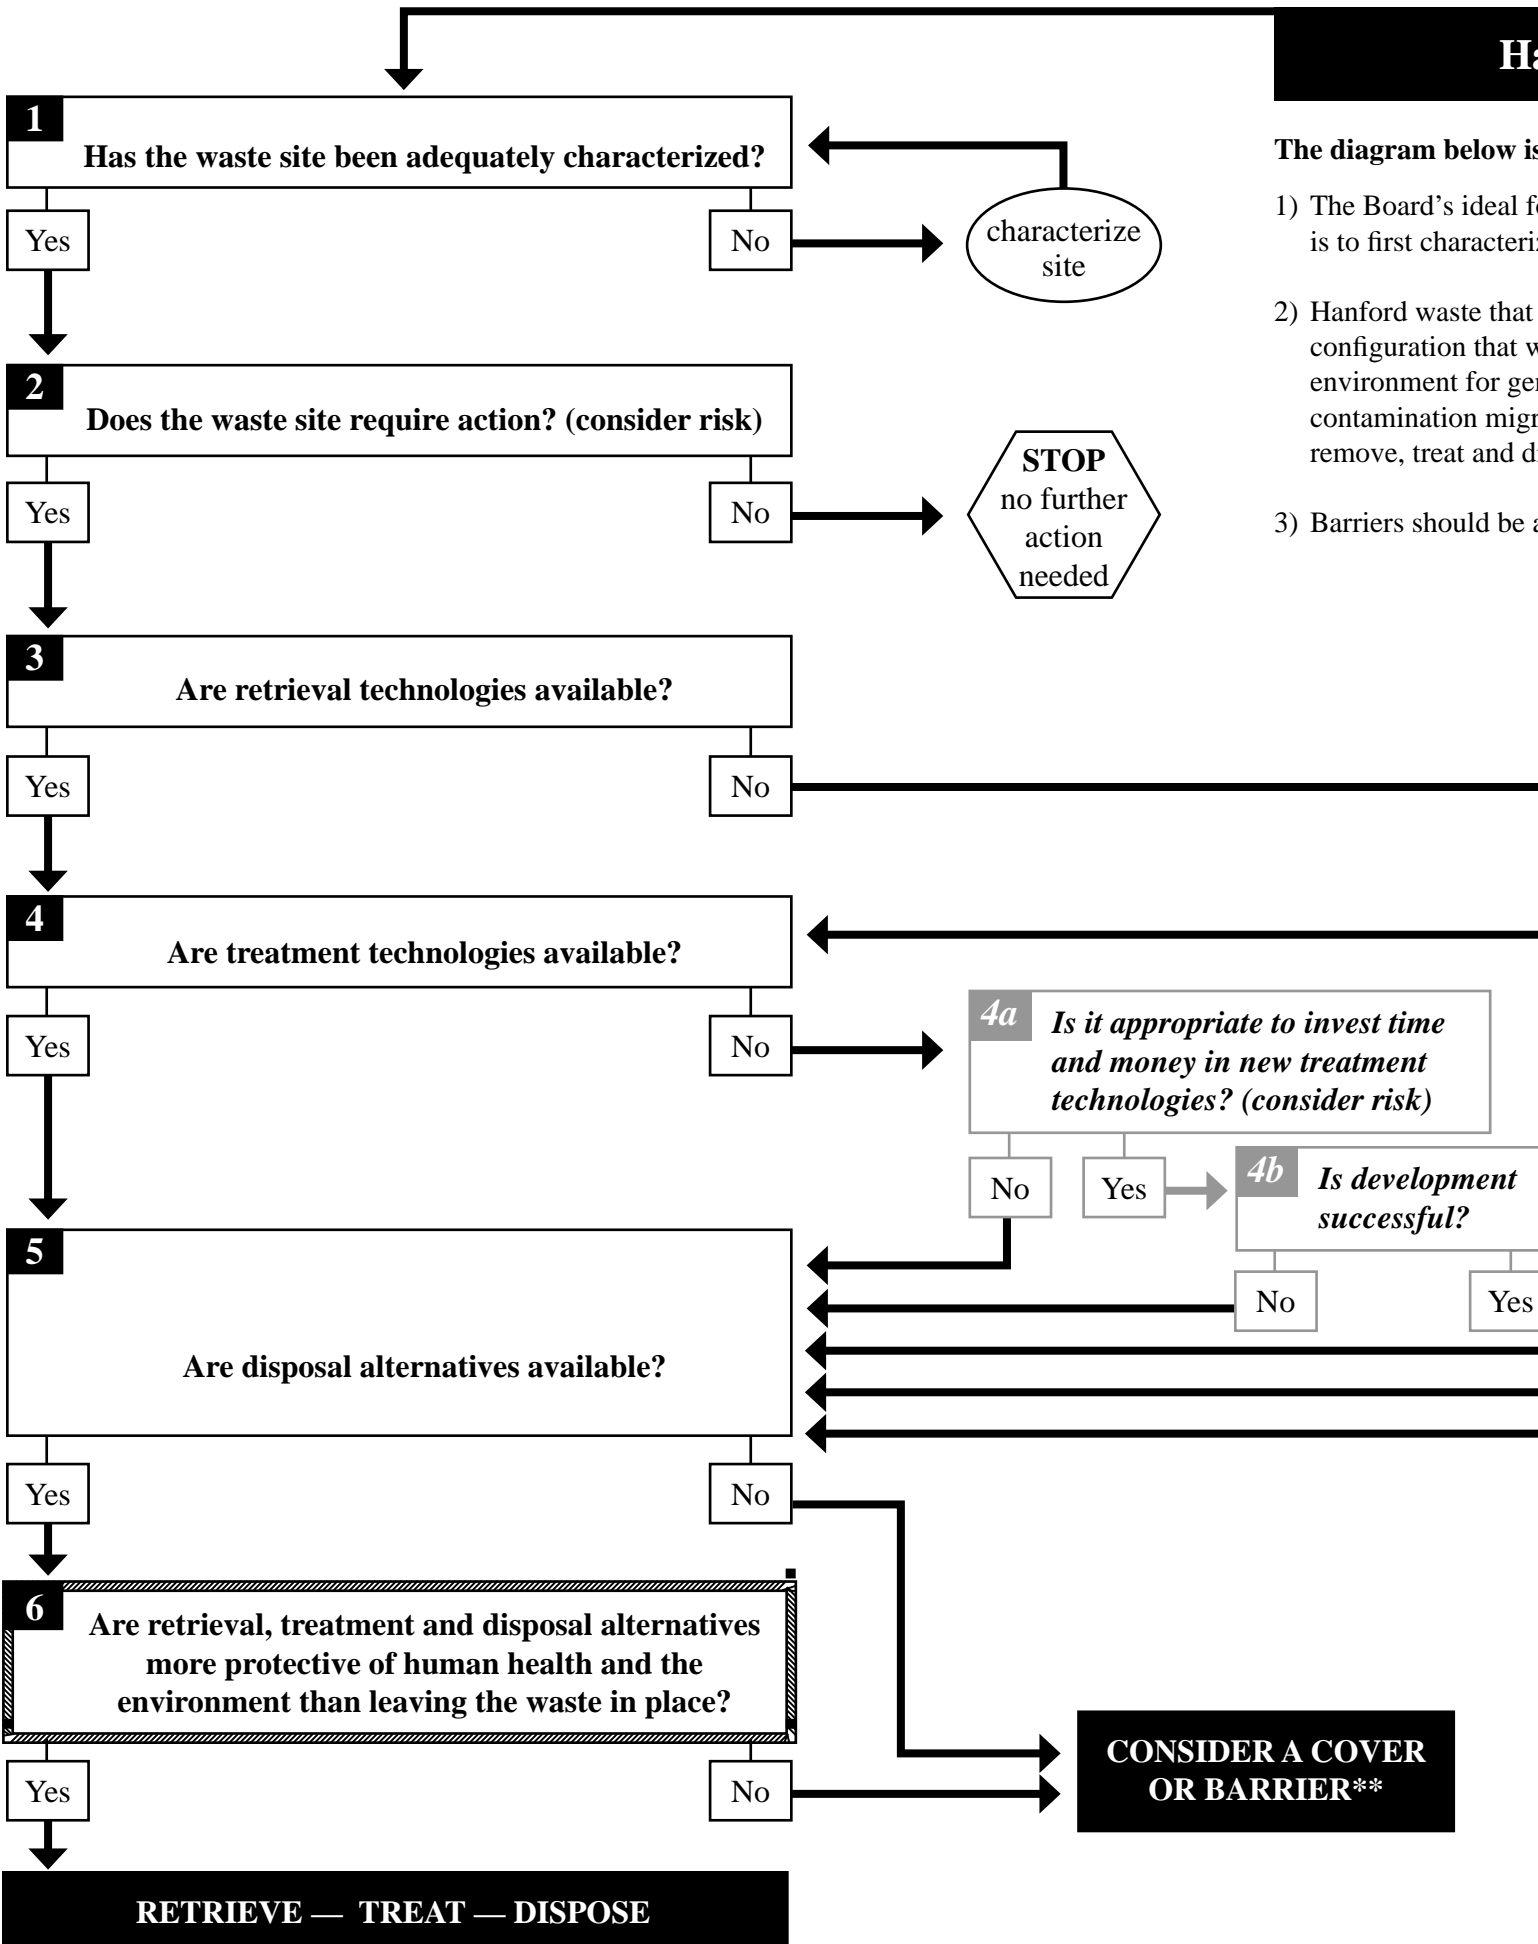 Ha
1
Has the waste site been adequately characterized?
Yes
No
characterize
site
The diagram below is
1) The Board's ideal fo
is to first characteriz
2) Hanford waste that
configuration that w
environment for gen
contamination migr
remove, treat and di
3) Barriers should be a
2
Does the waste site require action? (consider risk)
Yes
No
STOP
no further
action
needed
3
Are retrieval technologies available?
Yes
No
4
Are treatment technologies available?
Yes
No
4a
Is it appropriate to invest time
and money in new treatment
technologies? (consider risk)
No
Yes
4b
Is development
successful?
No
Yes
5
Are disposal alternatives available?
Yes
No
6
Are retrieval, treatment and disposal alternatives
more protective of human health and the
environment than leaving the waste in place?
Yes
No
CONSIDER A COVER
OR BARRIER**
RETRIEVE — TREAT — DISPOSE